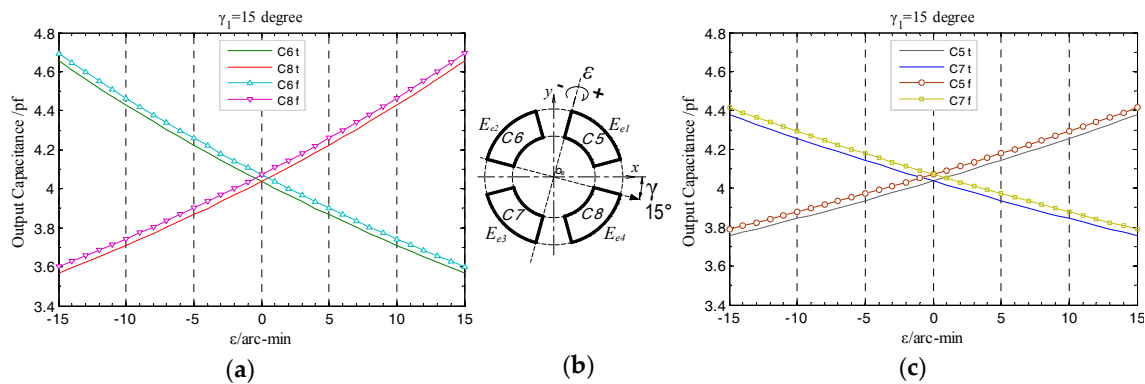 γ1=15 degree
Output Capacitance /pf
4.8
4.6
4.4
4.2
4
3.8
3.6
3.4
C6 t
C8 t
C6 f
C8 f
-15
-10
-5
0
5
10
15
ε/arc-min
(a)
ε
y
-
+
Ee2
C6
C5
Ee1
x
γ
15°
C7
C8
Ee3
Ee4
(b)
γ1=15 degree
Output Capacitance /pf
4.8
4.6
4.4
4.2
4
3.8
3.6
3.4
C5 t
C7 t
C5 f
C7 f
-15
-10
-5
0
5
10
15
ε/arc-min
(c)